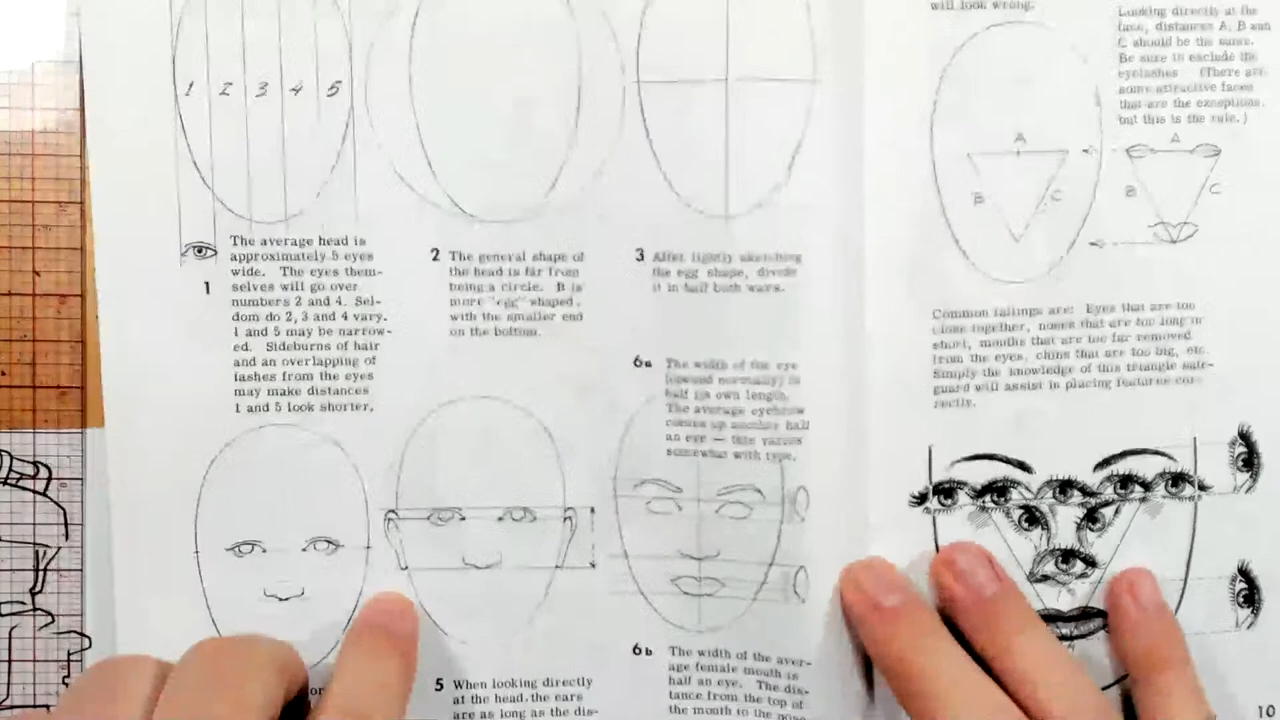 will look wrong.
Looking directly at the
face, distances A, B and
C should be the same.
Be sure to exclude the
eyelashes (There are
some attractive faces
that are the exceptions,
but this is the rule.)
1 2 3 4 5
A
B
C
A
B
C
1
The average head is
approximately 5 eyes
wide. The eyes them-
selves will go over
numbers 2 and 4. Sel-
dom do 2, 3 and 4 vary.
1 and 5 may be narrow-
ed. Sideburns of hair
and an overlapping of
lashes from the eyes
may make distances
1 and 5 look shorter.
2
The general shape of
the head is far from
being a circle. It is
more "egg" shaped,
with the smaller end
on the bottom.
3
After lightly sketching
the egg shape, divide
it in half both ways.
Common failings are: Eyes that are too
close together, noses that are too long or
short, mouths that are too far removed
from the eyes, chins that are too big, etc.
Simply the knowledge of this triangle safe-
guard will assist in placing features cor-
rectly.
6a
The width of the eye
(opened normally) is
half its own length.
The average eyebrow
comes up another half
an eye — this varies
somewhat with type.
or
5
When looking directly
at the head, the ears
are as long as the dis-
6b
The width of the aver-
age female mouth is
half an eye. The dis-
tance from the top of
the mouth to the nose
10